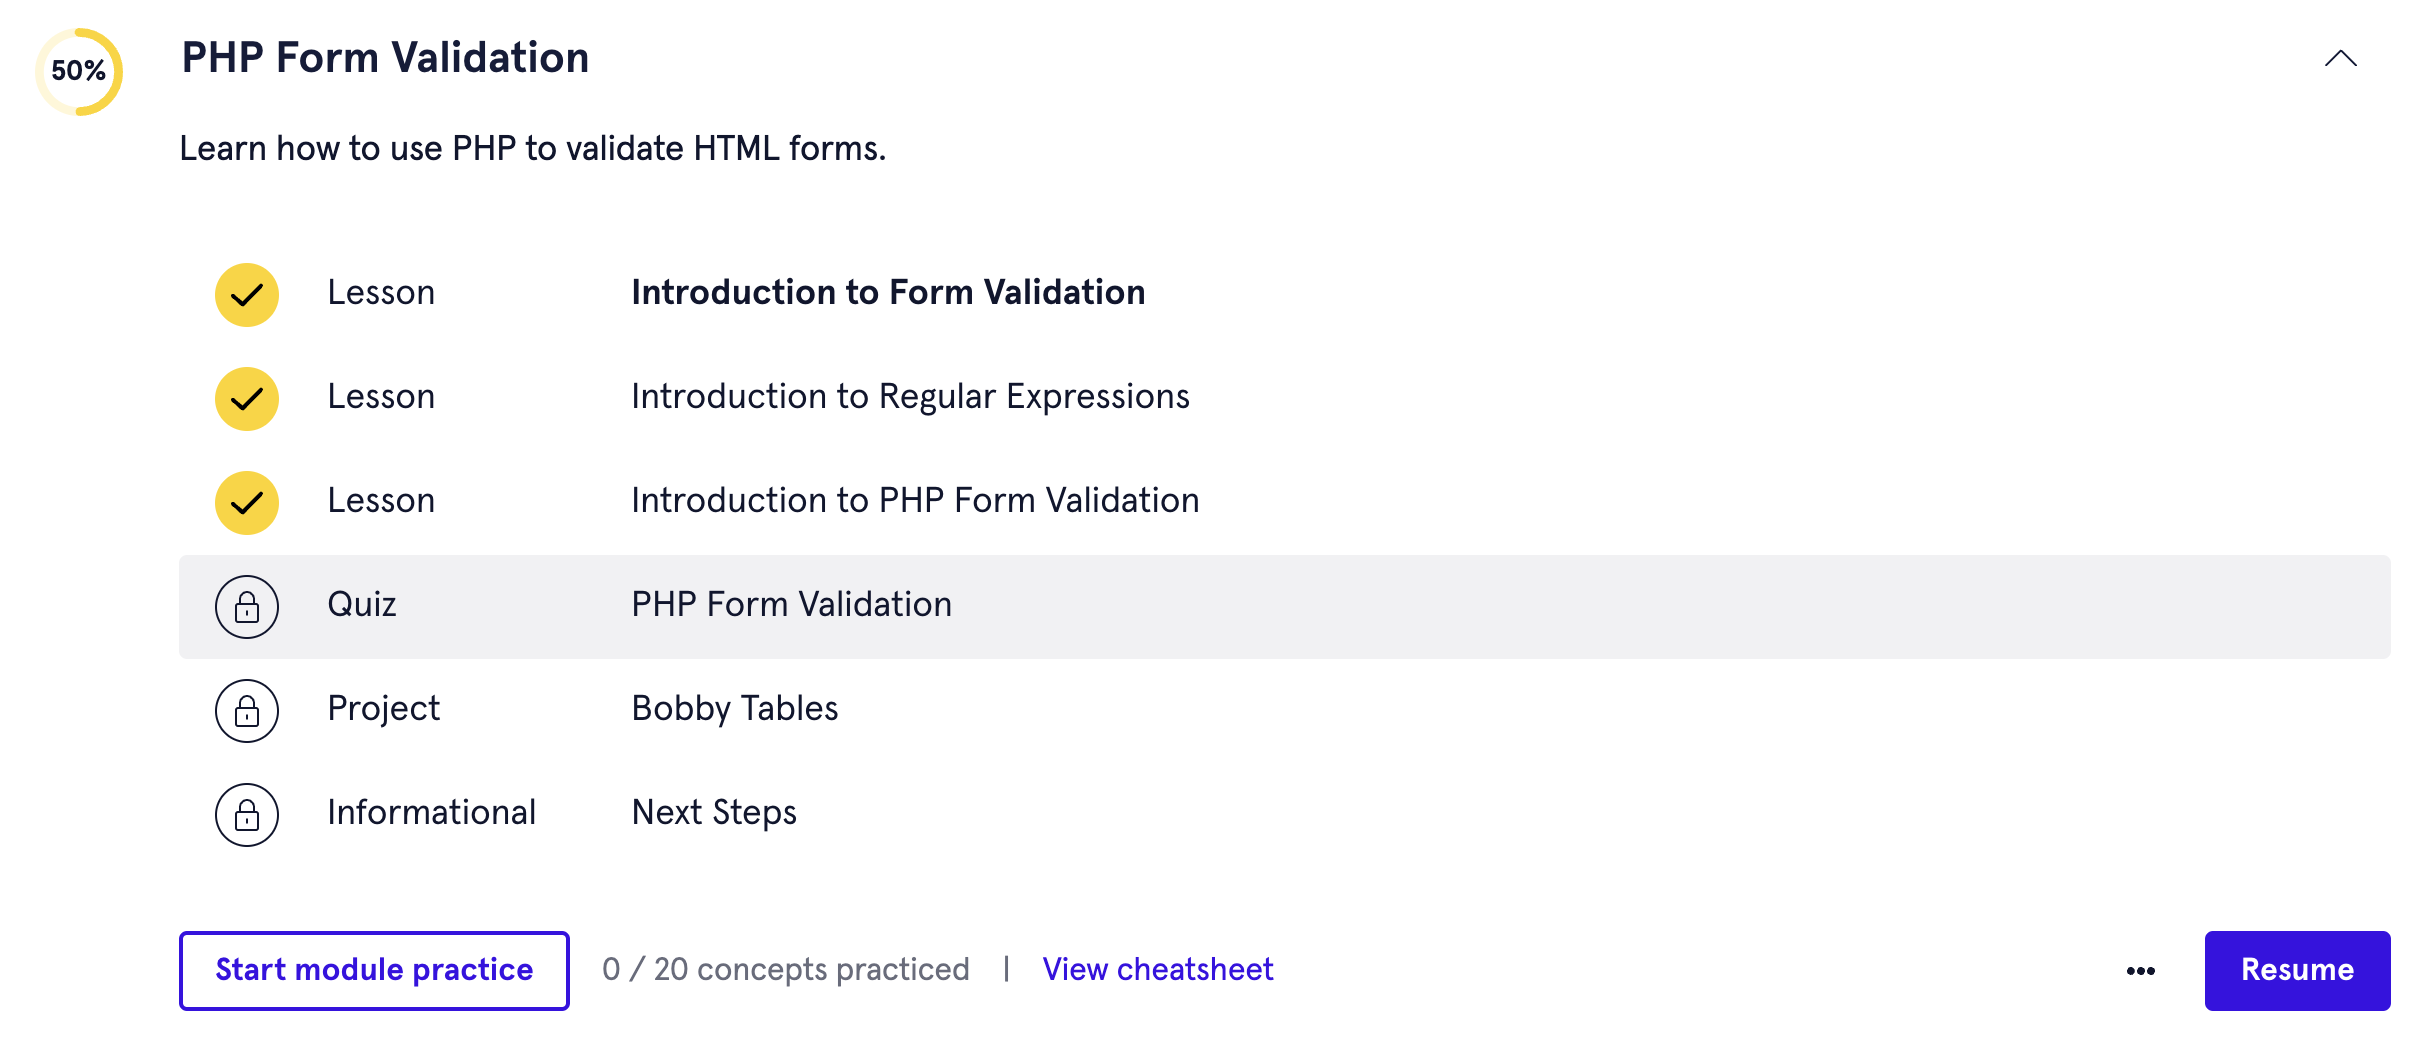 50%
PHP Form Validation
Learn how to use PHP to validate HTML forms.
Lesson Introduction to Form Validation
Lesson Introduction to Regular Expressions
Lesson Introduction to PHP Form Validation
Quiz PHP Form Validation
Project Bobby Tables
Informational Next Steps
Start module practice 0 / 20 concepts practiced | View cheatsheet ••• Resume